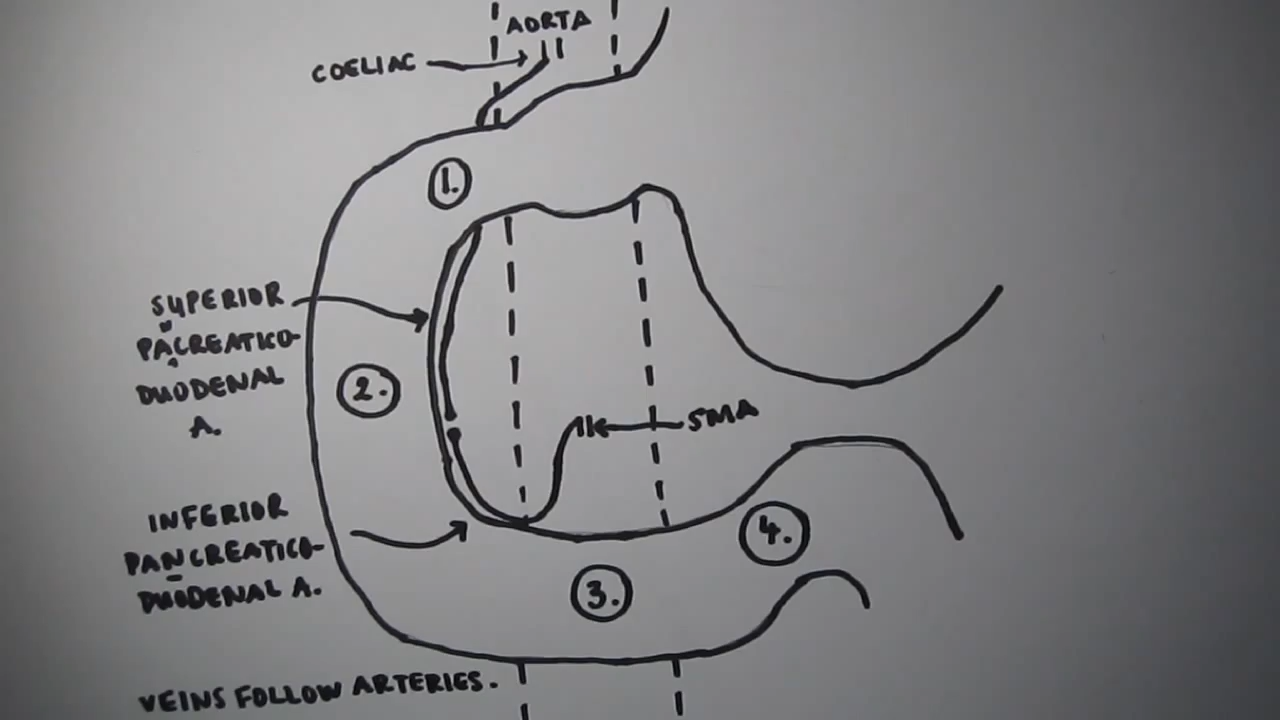 AORTA
COELIAC
1.
SUPERIOR
PANCREATICO-
DUODENAL
A.
2.
SMA
INFERIOR
PANCREATICO-
DUODENAL A.
4.
3.
VEINS FOLLOW ARTERIES.